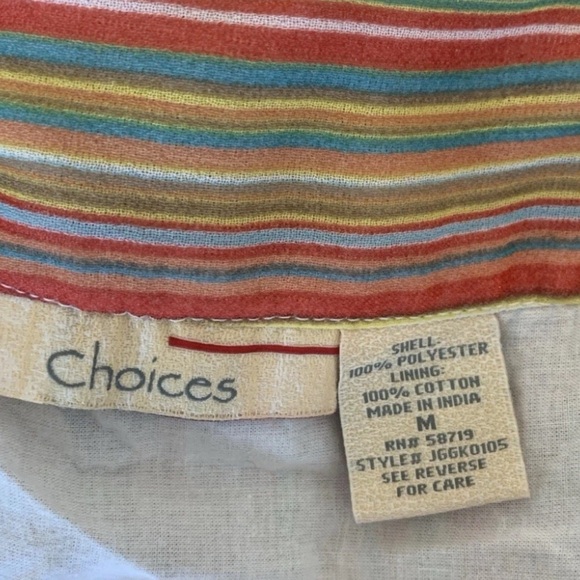 Choices
SHELL:
100% POLYESTER
LINING:
100% COTTON
MADE IN INDIA
M
RN# 58719
STYLE# JGGK0105
SEE REVERSE
FOR CARE